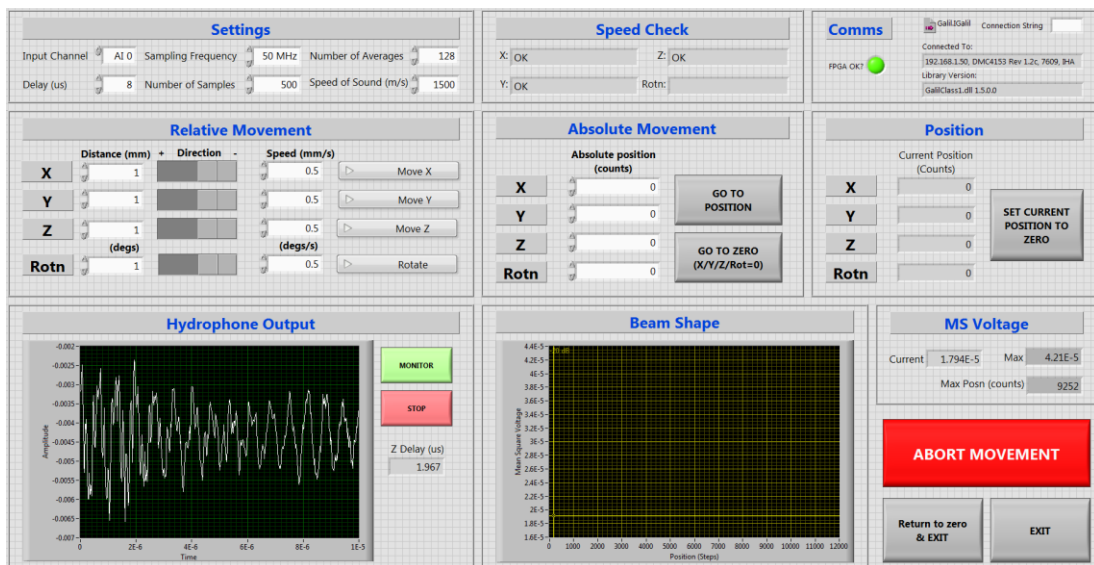 Settings
Input Channel AI 0 Sampling Frequency 50 MHz Number of Averages 128
Delay (us) 8 Number of Samples 500 Speed of Sound (m/s) 1500
Speed Check
X: OK Z: OK
Y: OK Rotn:
Comms
GalilJGalil Connection String
Connected To:
FPGA OK? 192.168.1.50, DMC4153 Rev 1.2c, 7609, IHA
Library Version:
GalilClass1.dll 1.5.0.0
Relative Movement
Distance (mm) + Direction - Speed (mm/s)
X 1 0.5 Move X
Y 1 0.5 Move Y
Z 1 0.5 Move Z
(degs) (degs/s)
Rotn 1 0.5 Rotate
Absolute Movement
Absolute position
(counts)
X 0
Y 0
Z 0
Rotn 0
GO TO
POSITION
GO TO ZERO
(X/Y/Z/Rot=0)
Position
Current Position
(Counts)
X 0
Y 0
Z 0
Rotn 0
SET CURRENT
POSITION TO
ZERO
Hydrophone Output
Amplitude
-0.002
-0.0025
-0.003
-0.0035
-0.004
-0.0045
-0.005
-0.0055
-0.006
-0.0065
-0.007
0 2E-6 4E-6 6E-6 8E-6 1E-5
Time
MONITOR
STOP
Z Delay (us)
1.967
Beam Shape
Mean Square Voltage
4.4E-5
4.2E-5
4E-5
3.8E-5
3.6E-5
3.4E-5
3.2E-5
3E-5
2.8E-5
2.6E-5
2.4E-5
2.2E-5
2E-5
1.8E-5
1.6E-5
0 1000 2000 3000 4000 5000 6000 7000 8000 9000 10000 11000 12000
Position (Steps)
MS Voltage
Current 1.794E-5 Max 4.21E-5
Max Posn (counts) 9252
ABORT MOVEMENT
Return to zero
& EXIT
EXIT